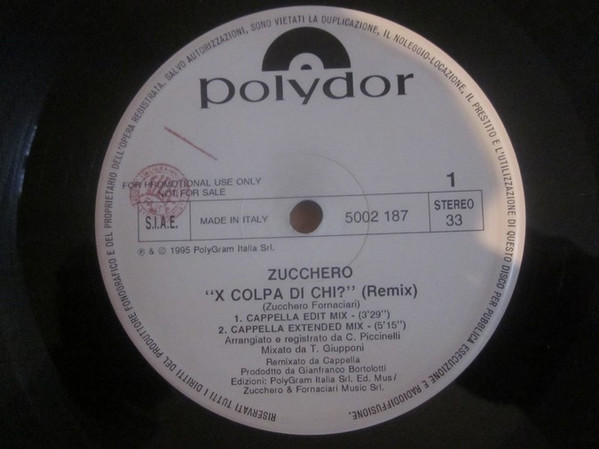 SALVO AUTORIZZAZIONI, SONO VIETATI LA DUPLICAZIONE, IL NOLEGGIO-LOCAZIONE, IL PRESTITO E L'UTILIZZAZIONE DI QUESTO DISCO PER PUBBLICA ESECUZIONE E RADIODIFFUSIONE.
RISERVATI TUTTI I DIRITTI DEL PRODUTTORE FONOGRAFICO E DEL PROPRIETARIO DELL'OPERA REGISTRATA.
polydor
FOR PROMOTIONAL USE ONLY
NOT FOR SALE
1
S.I.A.E.
MADE IN ITALY
5002 187
STEREO
33
℗ & © 1995 PolyGram Italia Srl.
ZUCCHERO
"X COLPA DI CHI?" (Remix)
(Zucchero Fornaciari)
1. CAPPELLA EDIT MIX - (3'29")
2. CAPPELLA EXTENDED MIX - (5'15")
Arrangiato e registrato da C. Piccinelli
Mixato da T. Giupponi
Remixato da Cappella
Prododtto da Gianfranco Bortolotti
Edizioni: PolyGram Italia Srl. Ed. Mus/
Zucchero & Fornaciari Music Srl.